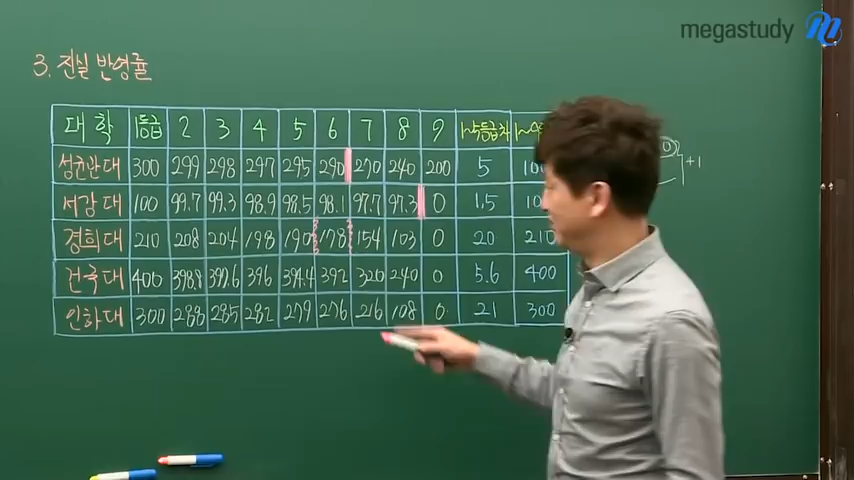 megastudy
3. 진실 반영률
대학 1등급 2 3 4 5 6 7 8 9 1~5등급차
성균관대 300 299 298 297 295 290 270 240 200 5
+1
서강대 100 99.7 99.3 98.9 98.5 98.1 97.7 97.3 0 1.5
경희대 210 208 204 198 190 178 154 103 0 20 210
건국대 400 398.8 397.6 396 394.4 392 320 240 0 5.6 400
인하대 300 288 285 282 279 276 216 108 0 21 300